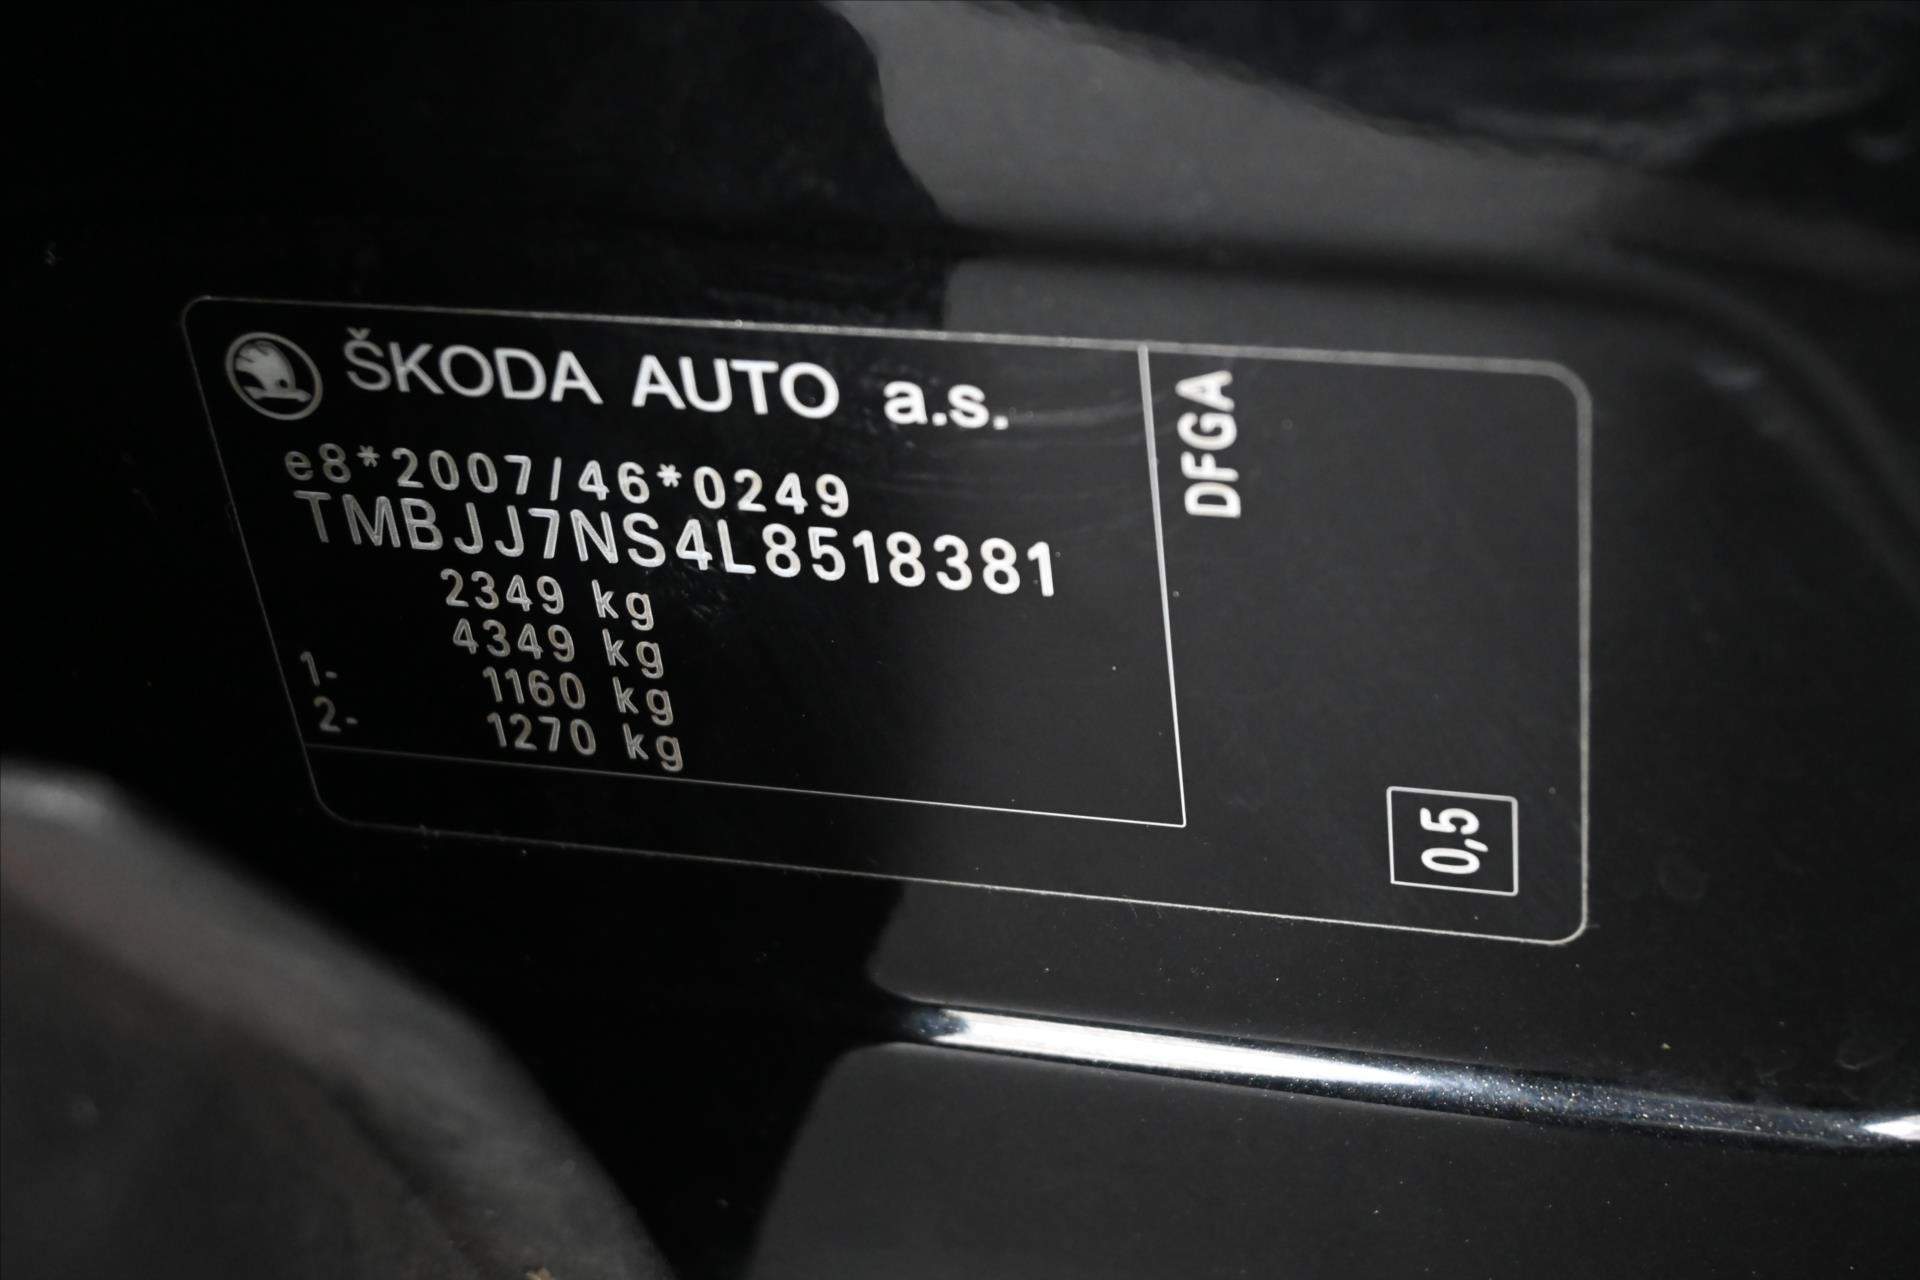 ŠKODA AUTO a.s.
e8*2007/46*0249
TMBJJ7NS4L8518381
2349 kg
4349 kg
1- 1160 kg
2- 1270 kg
DFGA
0,5